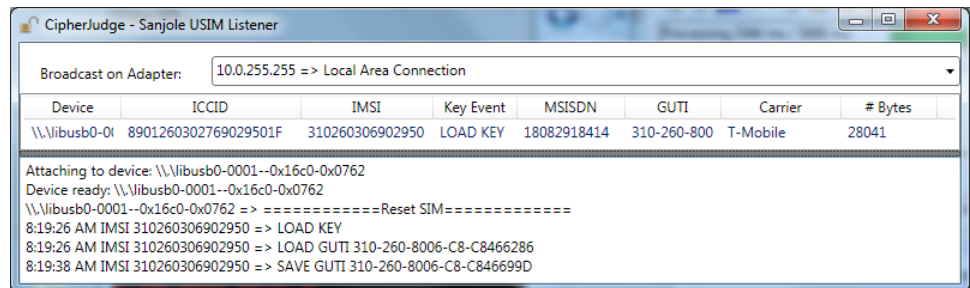 CipherJudge - Sanjole USIM Listener
Broadcast on Adapter: 10.0.255.255 => Local Area Connection
Device ICCID IMSI Key Event MSISDN GUTI Carrier # Bytes
\\.\libusb0-0( 8901260302769029501F 310260306902950 LOAD KEY 18082918414 310-260-800 T-Mobile 28041
Attaching to device: \\.\libusb0-0001--0x16c0-0x0762
Device ready: \\.\libusb0-0001--0x16c0-0x0762
\\.\libusb0-0001--0x16c0-0x0762 => ============Reset SIM=============
8:19:26 AM IMSI 310260306902950 => LOAD KEY
8:19:26 AM IMSI 310260306902950 => LOAD GUTI 310-260-8006-C8-C8466286
8:19:38 AM IMSI 310260306902950 => SAVE GUTI 310-260-8006-C8-C846699D